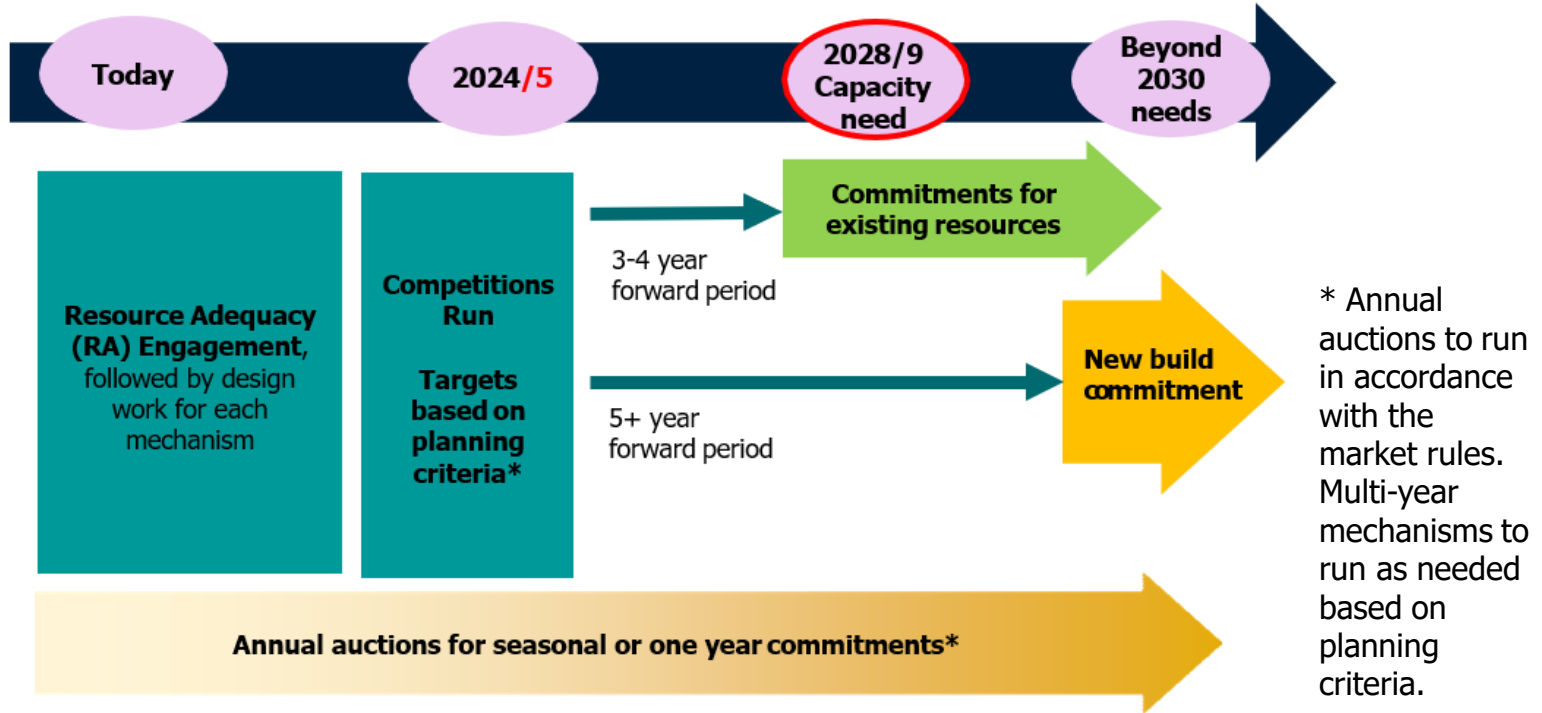 Today
2024/5
2028/9
Capacity
need
Beyond
2030
needs
Resource Adequacy
(RA) Engagement,
followed by design
work for each
mechanism
Competitions
Run
Targets
based on
planning
criteria*
3-4 year
forward period
Commitments for
existing resources
5+ year
forward period
New build
commitment
Annual auctions for seasonal or one year commitments*
* Annual
auctions to run
in accordance
with the
market rules.
Multi-year
mechanisms to
run as needed
based on
planning
criteria.